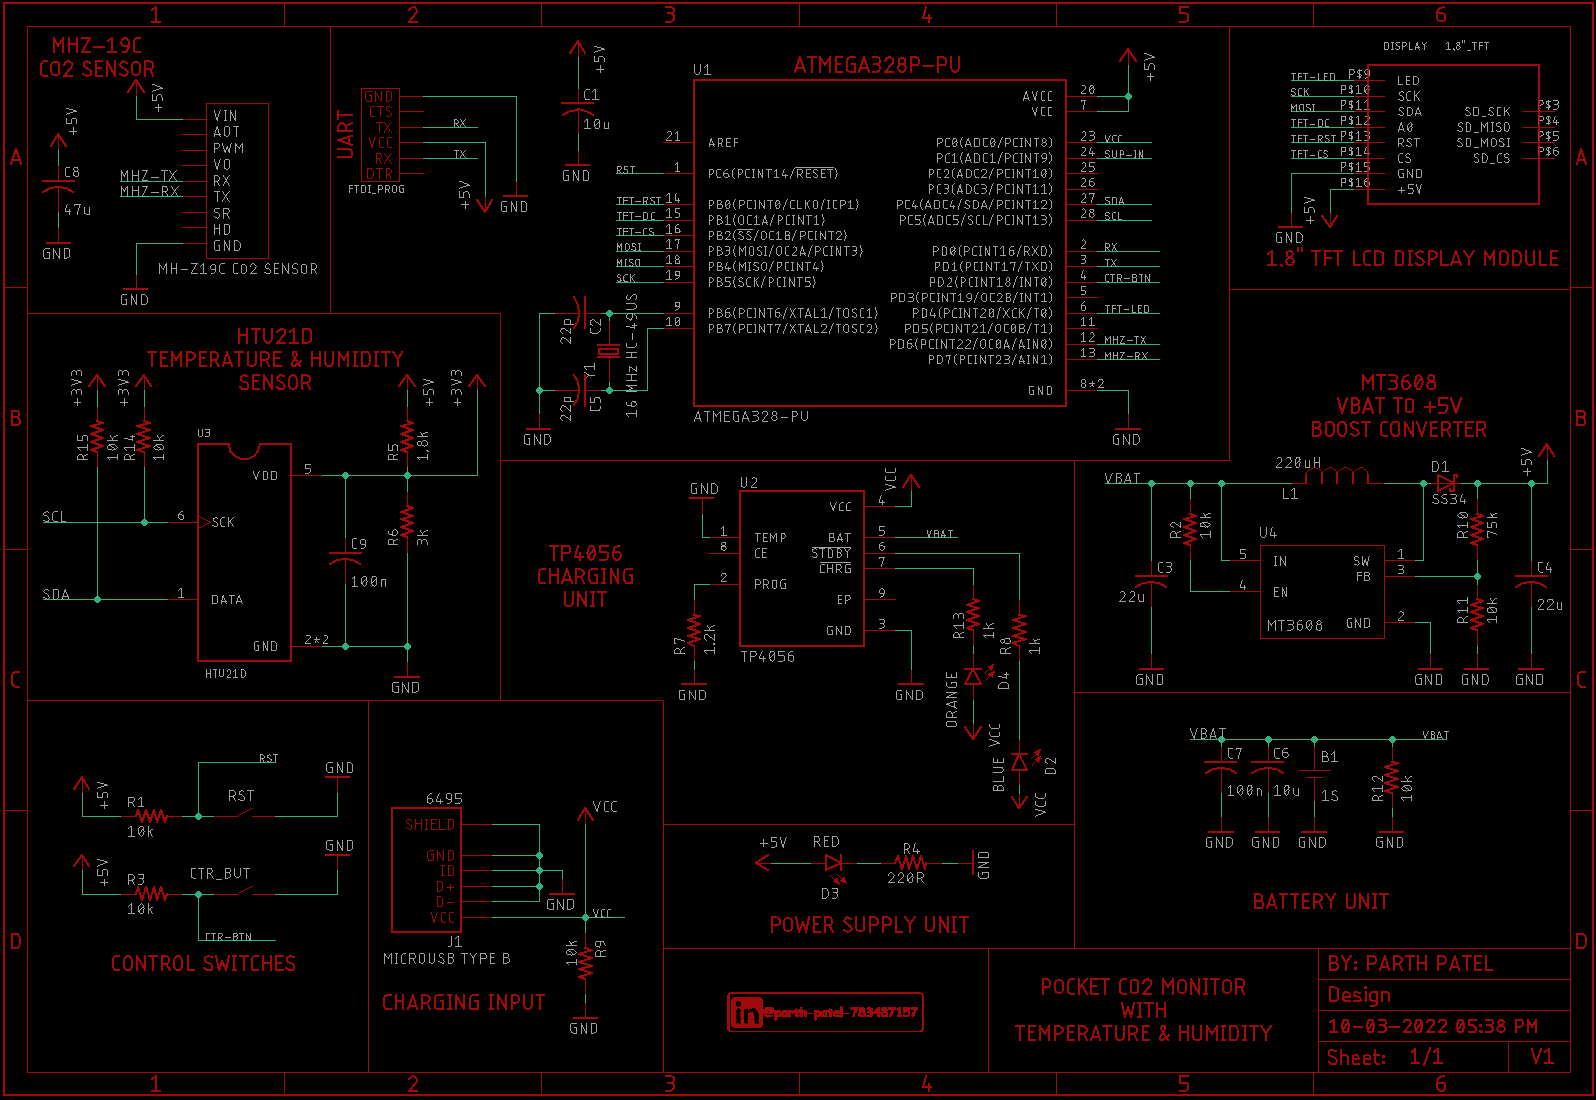 1 2 3 4 5 6
A
B
C
D
MHZ-19C
CO2 SENSOR
+5V
+5V
C8
47u
GND
MHZ-TX
MHZ-RX
VIN
AOT
PWM
VO
RX
TX
SR
HD
GND
MH-Z19C CO2 SENSOR
GND
UART
GND
CTS
TX
VCC
RX
DTR
FTDI_PROG
RX
TX
+5V
GND
+5V
C1
10u
GND
U1
ATMEGA328P-PU
21 AREF
RST 1 PC6(PCINT14/RESET)
TFT-RST 14 PB0(PCINT0/CLKO/ICP1)
TFT-DC 15 PB1(OC1A/PCINT1)
TFT-CS 16 PB2(SS/OC1B/PCINT2)
MOSI 17 PB3(MOSI/OC2A/PCINT3)
MISO 18 PB4(MISO/PCINT4)
SCK 19 PB5(SCK/PCINT5)
9 PB6(PCINT6/XTAL1/TOSC1)
10 PB7(PCINT7/XTAL2/TOSC2)
AVCC 20
VCC 7
+5V
PC0(ADC0/PCINT8) 23 VCC
PC1(ADC1/PCINT9) 24 SUP-IN
PC2(ADC2/PCINT10) 25
PC3(ADC3/PCINT11) 26
PC4(ADC4/SDA/PCINT12) 27 SDA
PC5(ADC5/SCL/PCINT13) 28 SCL
PD0(PCINT16/RXD) 2 RX
PD1(PCINT17/TXD) 3 TX
PD2(PCINT18/INT0) 4 CTR-BTN
PD3(PCINT19/OC2B/INT1) 5
PD4(PCINT20/XCK/T0) 6 TFT-LED
PD5(PCINT21/OC0B/T1) 11
PD6(PCINT22/OC0A/AIN0) 12 MHZ-TX
PD7(PCINT23/AIN1) 13 MHZ-RX
GND 8*2
GND
ATMEGA328-PU
22p
C2
Y1
16 MHz HC-49US
22p
C5
GND
DISPLAY 1,8"_TFT
TFT-LED P$9 LED
SCK P$10 SCK
MOSI P$11 SDA SD_SCK P$3
TFT-DC P$12 A0 SD_MISO P$4
TFT-RST P$13 RST SD_MOSI P$5
TFT-CS P$14 CS SD_CS P$6
P$15 GND
P$16 +5V
+5V
GND
1,8" TFT LCD DISPLAY MODULE
HTU21D
TEMPERATURE & HUMIDITY
SENSOR
+3V3
+3V3
+5V
+3V3
R15
10k
R14
10k
U3
VDD 5
R5
1,8k
SCL
6 SCK
R6
3k
C9
100n
SDA
1 DATA
GND 2*2
HTU21D
GND
TP4056
CHARGING
UNIT
GND
U2
VCC
VCC 4
1 TEMP
8 CE
2 PROG
BAT 5 VBAT
STDBY 6
CHRG 7
EP 9
GND 3
TP4056
R7
1.2k
GND
GND
R13
1k
R8
1k
ORANGE
D4
VCC
BLUE
D2
VCC
MT3608
VBAT TO +5V
BOOST CONVERTER
VBAT
220uH
L1
D1
SS34
+5V
R2
10k
U4
5 IN
4 EN
SW 1
FB 3
GND 2
MT3608
R10
75k
R11
10k
C3
22u
C4
22u
GND
GND
GND
GND
VBAT
VBAT
C7
100n
C6
10u
B1
1S
R12
10k
GND
GND
GND
GND
BATTERY UNIT
RST
GND
+5V
R1
10k
RST
GND
+5V
R3
10k
CTR_BUT
CTR-BTN
CONTROL SWITCHES
6495
SHIELD
GND
ID
D+
D-
VCC
J1
MICROUSB TYPE B
VCC
GND
VCC
10k
R9
GND
CHARGING INPUT
+5V
RED
D3
R4
220R
GND
POWER SUPPLY UNIT
in @parth-patel-783487157
POCKET CO2 MONITOR
WITH
TEMPERATURE & HUMIDITY
BY: PARTH PATEL
Design
10-03-2022 05:38 PM
Sheet: 1/1 V1
A
B
C
D
1 2 3 4 5 6